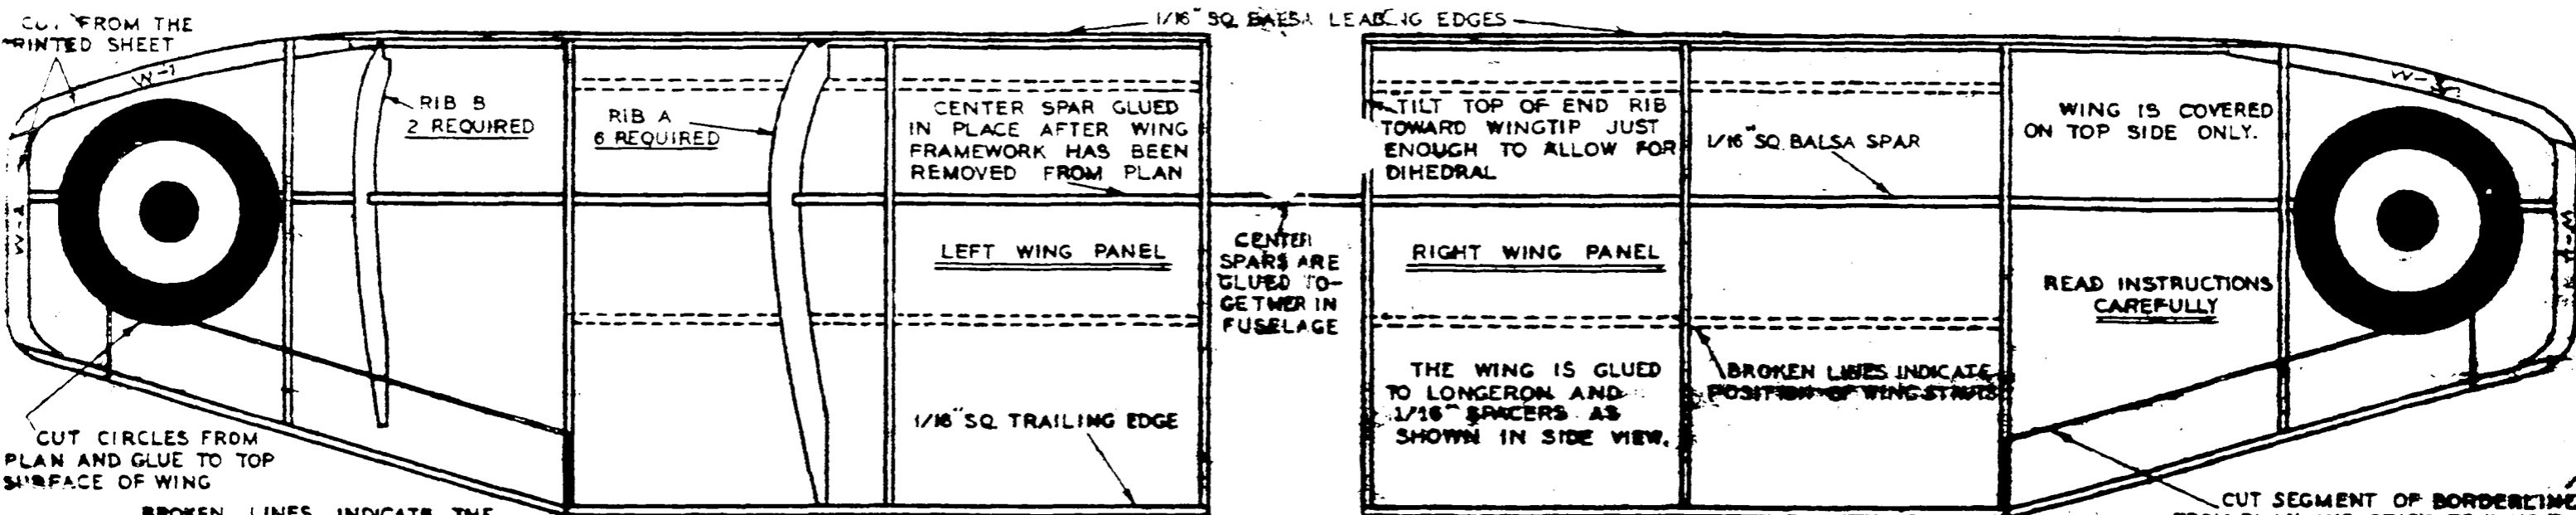 1/16" SQ. BALSA LEADING EDGES
CUT FROM THE
PRINTED SHEET
W-1
W-2
RIB B
2 REQUIRED
RIB A
6 REQUIRED
CENTER SPAR GLUED
IN PLACE AFTER WING
FRAMEWORK HAS BEEN
REMOVED FROM PLAN
LEFT WING PANEL
1/16" SQ. TRAILING EDGE
CUT CIRCLES FROM
PLAN AND GLUE TO TOP
SURFACE OF WING
BROKEN LINES INDICATE THE
CENTER
SPARS ARE
GLUED TO-
GETHER IN
FUSELAGE
TILT TOP OF END RIB
TOWARD WINGTIP JUST
ENOUGH TO ALLOW FOR
DIHEDRAL
1/16" SQ. BALSA SPAR
WING IS COVERED
ON TOP SIDE ONLY.
RIGHT WING PANEL
READ INSTRUCTIONS
CAREFULLY
THE WING IS GLUED
TO LONGERON AND
1/16" SPACERS AS
SHOWN IN SIDE VIEW.
BROKEN LINES INDICATE
POSITION OF WING STRUTS
CUT SEGMENT OF BORDERLINE